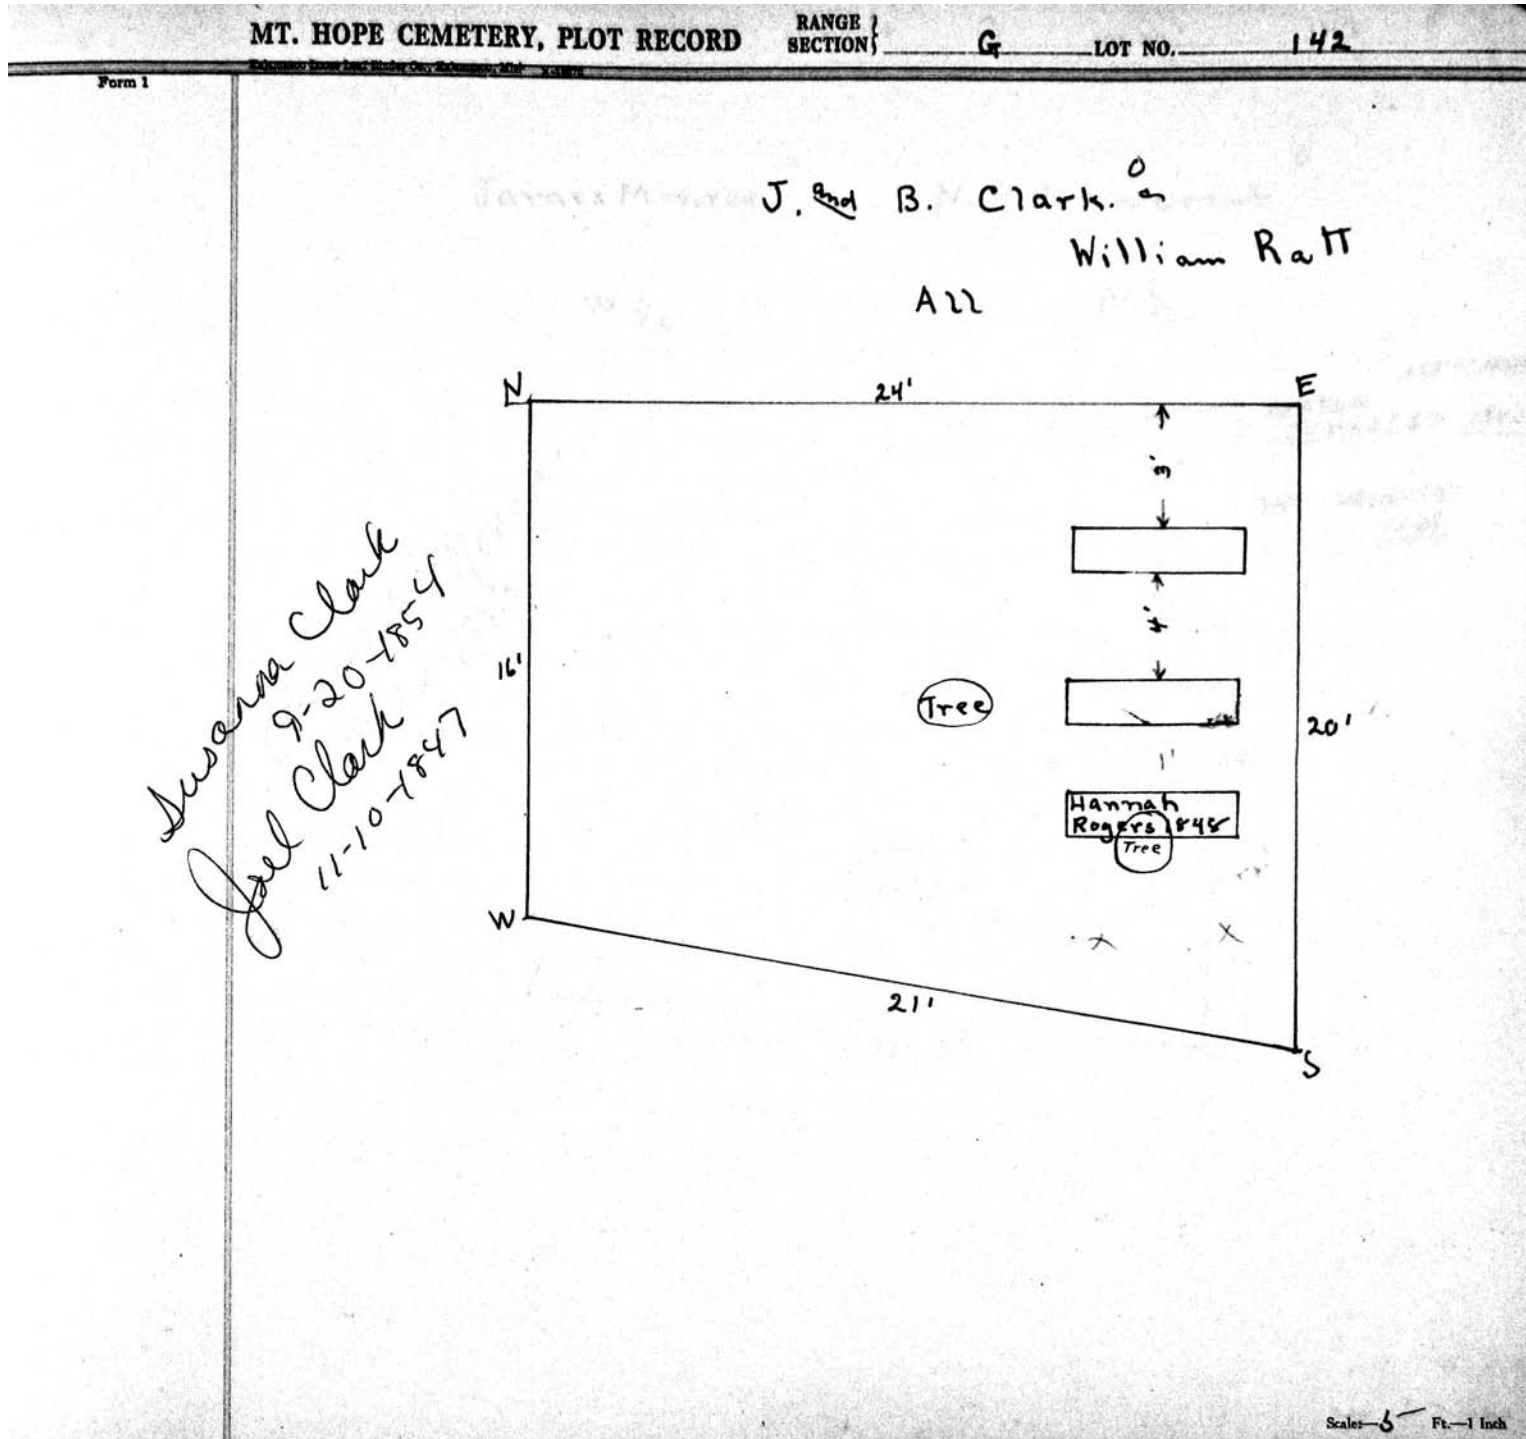 MT. HOPE CEMETERY, PLOT RECORD
RANGE
SECTION
G
LOT NO.
142
Form 1
J. and B. Clark.
William Ratt
All
N
24'
E
3'
4'
16'
Tree
20'
1'
Hannah
Rogers 1848
Tree
W
21'
S
Susanna Clark
9-20-1854
Joel Clark
11-10-1847
Scale:—5 Ft.—1 Inch